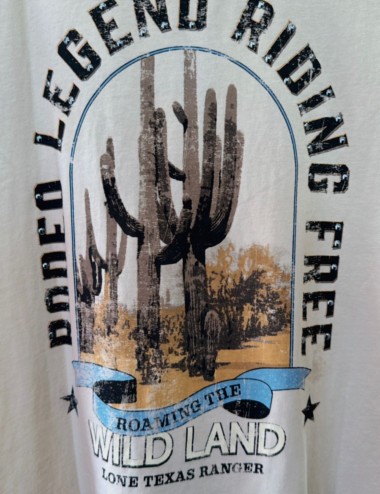 RODEO LEGEND RIDING FREE
ROAMING THE
WILD LAND
LONE TEXAS RANGER